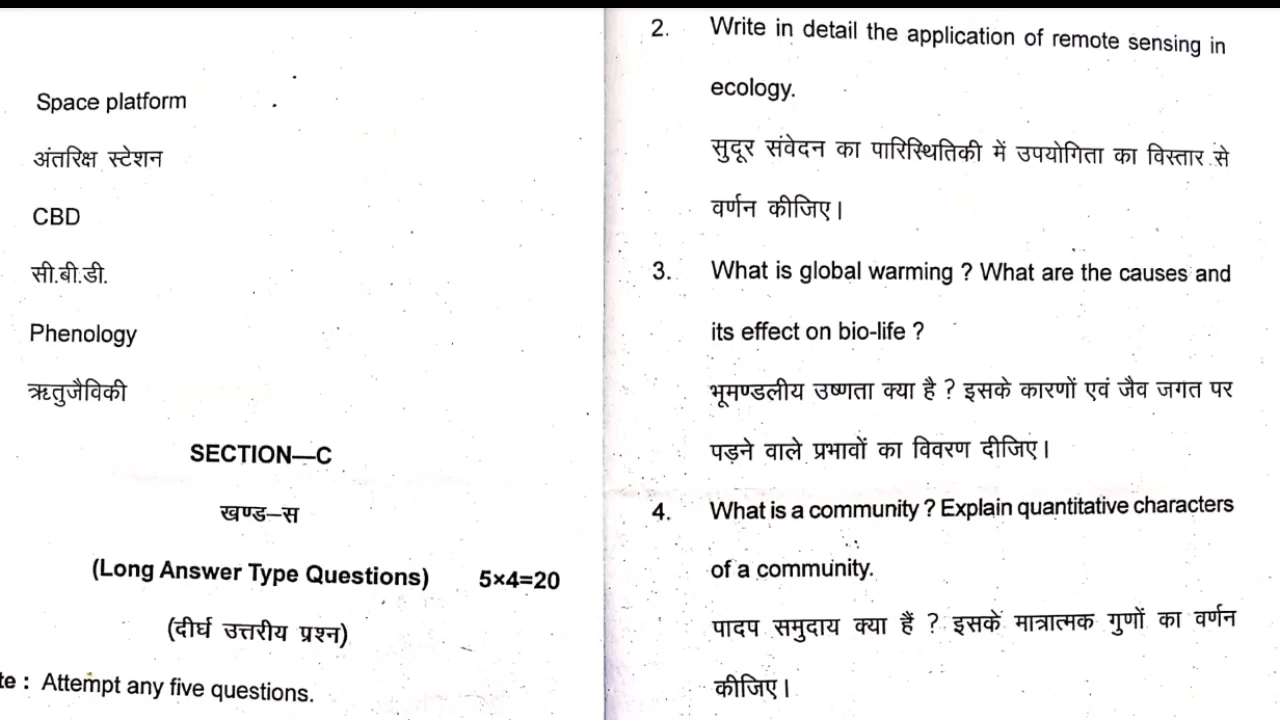 Space platform
अंतरिक्ष स्टेशन
CBD
सी.बी.डी.
Phenology
ऋतुजैविकी
SECTION—C
खण्ड–स
(Long Answer Type Questions) 5×4=20
(दीर्घ उत्तरीय प्रश्न)
te : Attempt any five questions.
2. Write in detail the application of remote sensing in
ecology.
सुदूर संवेदन का पारिस्थितिकी में उपयोगिता का विस्तार से
वर्णन कीजिए।
3. What is global warming ? What are the causes and
its effect on bio-life ?
भूमण्डलीय उष्णता क्या है ? इसके कारणों एवं जैव जगत पर
पड़ने वाले प्रभावों का विवरण दीजिए।
4. What is a community ? Explain quantitative characters
of a community.
पादप समुदाय क्या हैं ? इसके मात्रात्मक गुणों का वर्णन
कीजिए।